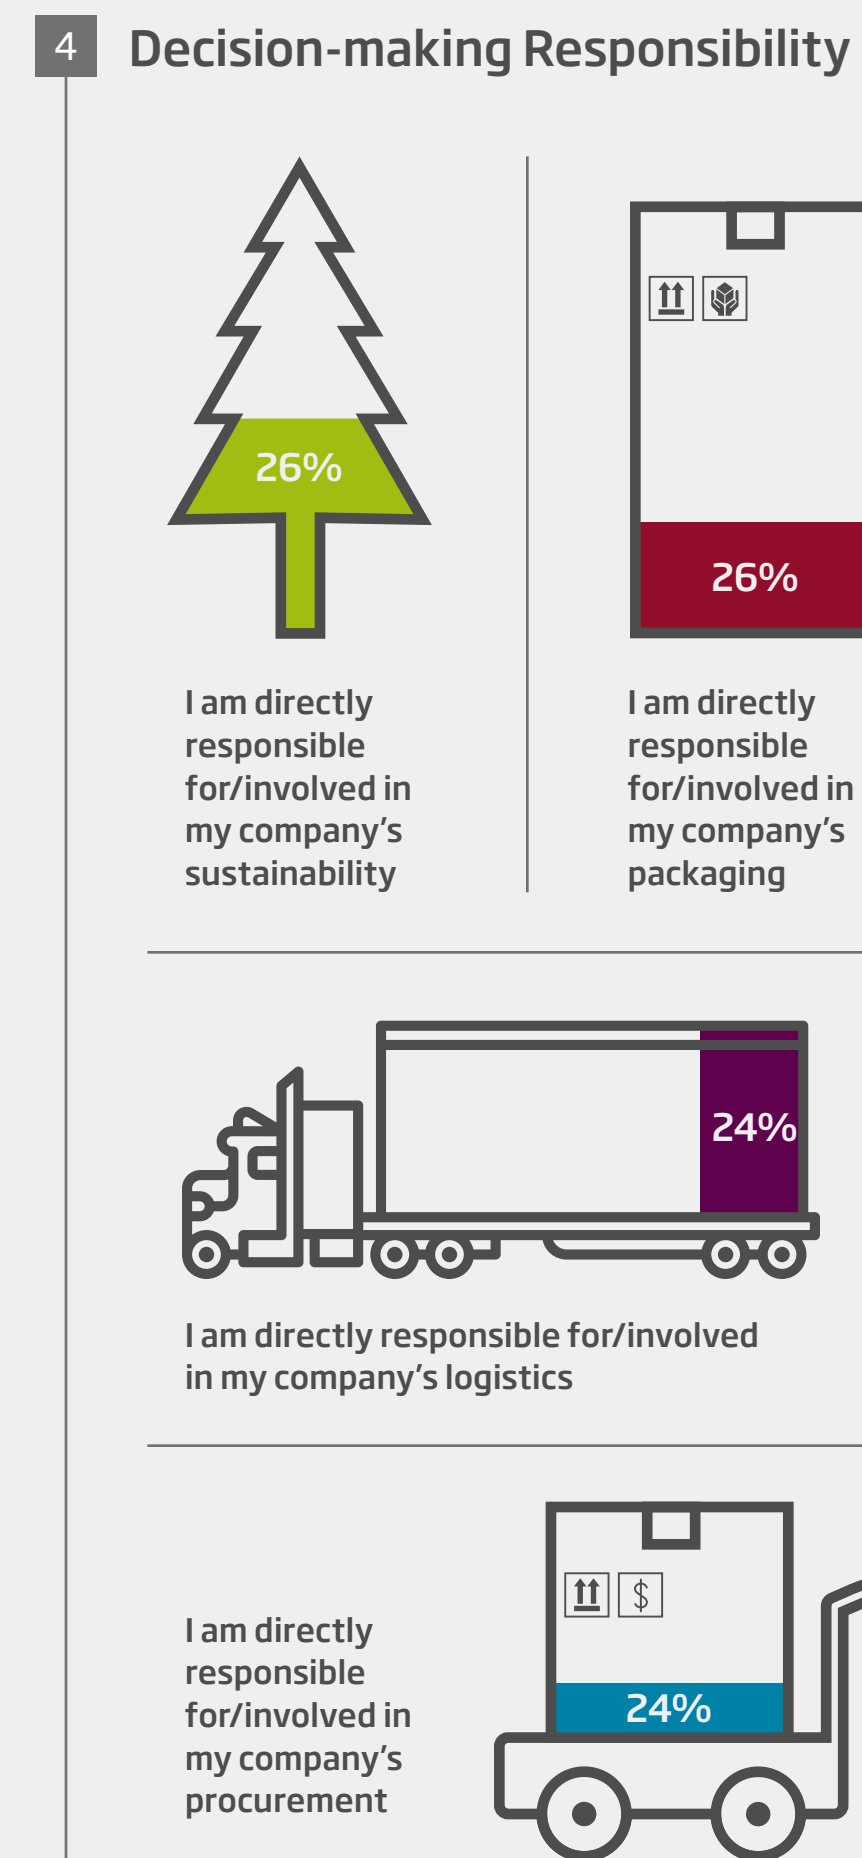 4 Decision-making Responsibility
26%
I am directly
responsible
for/involved in
my company’s
sustainability
26%
I am directly
responsible
for/involved in
my company’s
packaging
24%
I am directly responsible for/involved
in my company’s logistics
$
24%
I am directly
responsible
for/involved in
my company’s
procurement